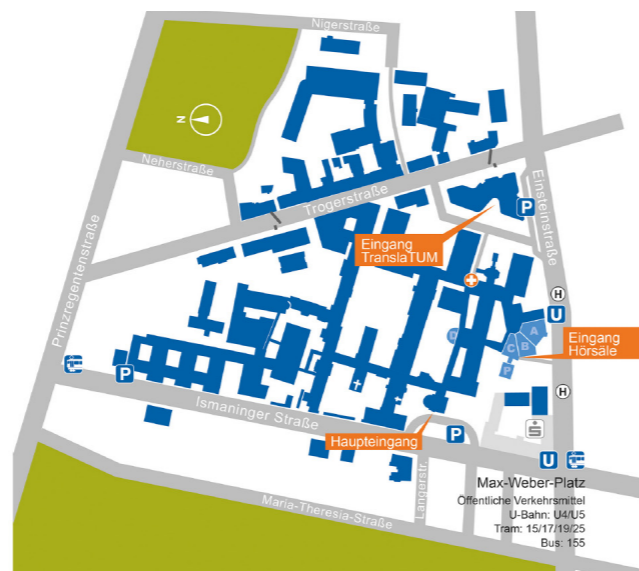 Nigerstraße
N
Neherstraße
Trogerstraße
Prinzregentenstraße
Einsteinstraße
P
Eingang
TranslaTUM
H
U
A
D
C
B
Eingang
Hörsäle
P
P
H
Ismaninger Straße
Haupteingang
P
S
Langerstr.
U
Max-Weber-Platz
Öffentliche Verkehrsmittel
U-Bahn: U4/U5
Tram: 15/17/19/25
Bus: 155
Maria-Theresia-Straße